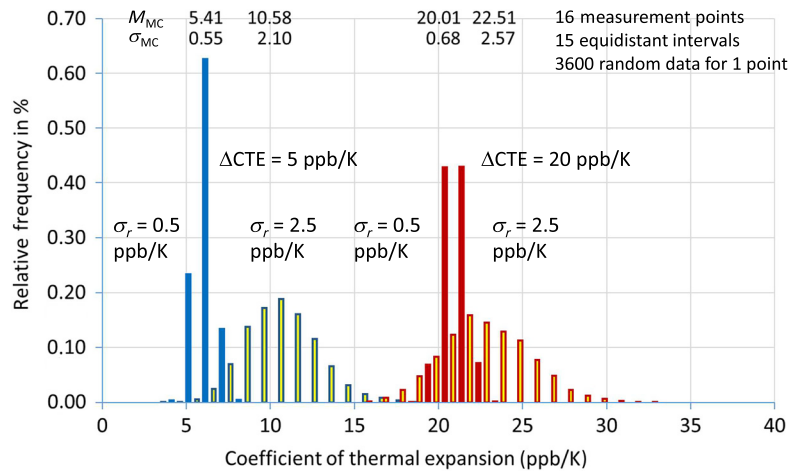 M_MC 5.41 10.58 20.01 22.51 16 measurement points
σ_MC 0.55 2.10 0.68 2.57 15 equidistant intervals
3600 random data for 1 point
0.70
0.60
0.50
0.40
0.30
0.20
0.10
0.00
Relative frequency in %
ΔCTE = 5 ppb/K ΔCTE = 20 ppb/K
σ_r = 0.5 σ_r = 2.5 σ_r = 0.5 σ_r = 2.5
ppb/K ppb/K ppb/K ppb/K
0 5 10 15 20 25 30 35 40
Coefficient of thermal expansion (ppb/K)